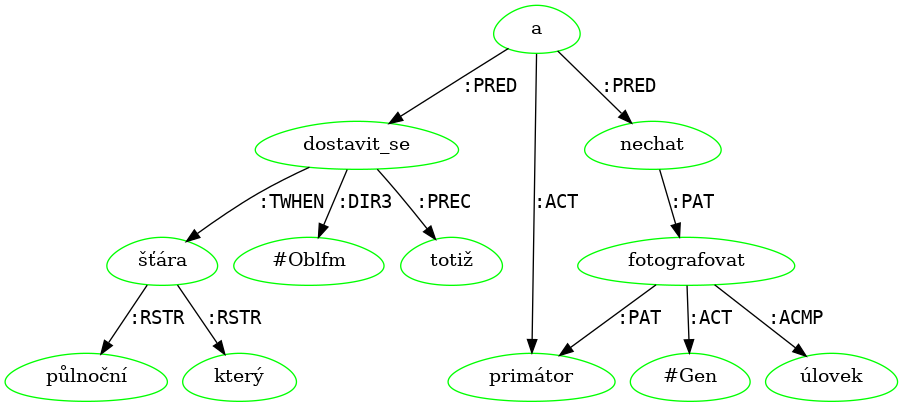 a
:PRED :PRED
dostavit_se nechat
:TWHEN :DIR3 :PREC :ACT :PAT
šťára #Oblfm totiž fotografovat
:RSTR :RSTR :PAT :ACT :ACMP
půlnoční který primátor #Gen úlovek